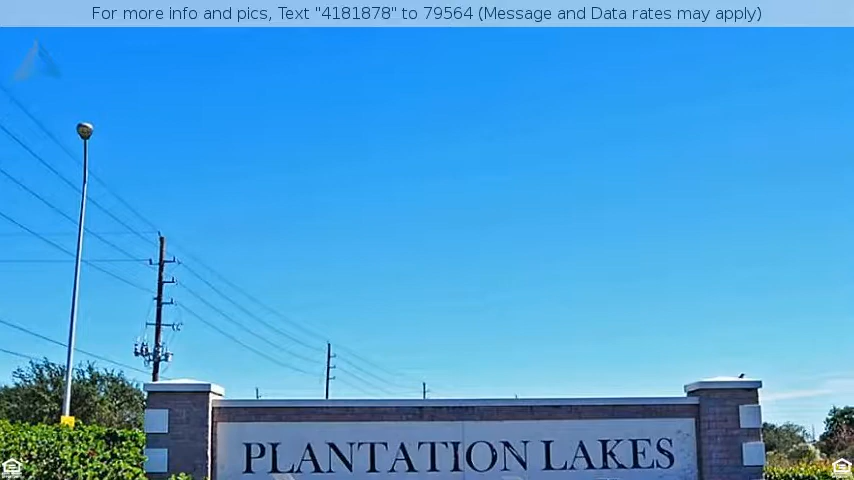 For more info and pics, Text "4181878" to 79564 (Message and Data rates may apply)
PLANTATION LAKES